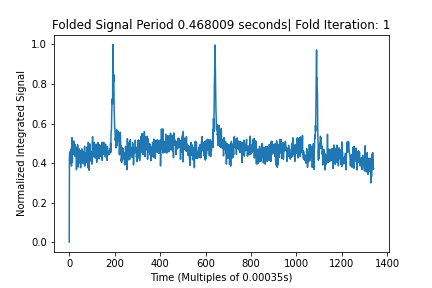 Folded Signal Period 0.468009 seconds| Fold Iteration: 1
1.0
0.8
0.6
0.4
0.2
0.0
Normalized Integrated Signal
0 200 400 600 800 1000 1200 1400
Time (Multiples of 0.00035s)